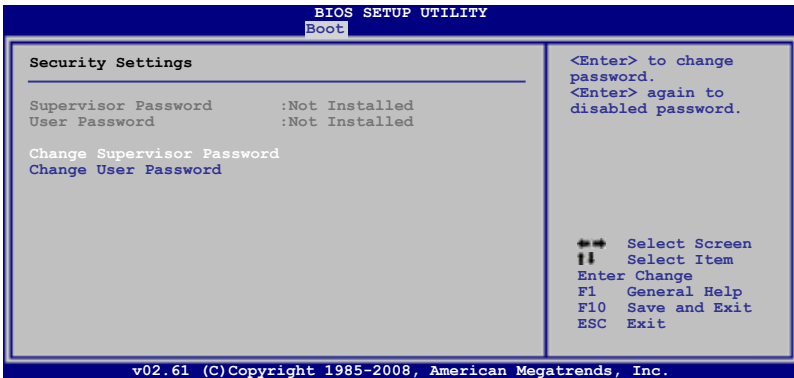 BIOS SETUP UTILITY
Boot
Security Settings
Supervisor Password :Not Installed
User Password :Not Installed
Change Supervisor Password
Change User Password
<Enter> to change
password.
<Enter> again to
disabled password.
Select Screen
Select Item
Enter Change
F1 General Help
F10 Save and Exit
ESC Exit
v02.61 (C)Copyright 1985-2008, American Megatrends, Inc.